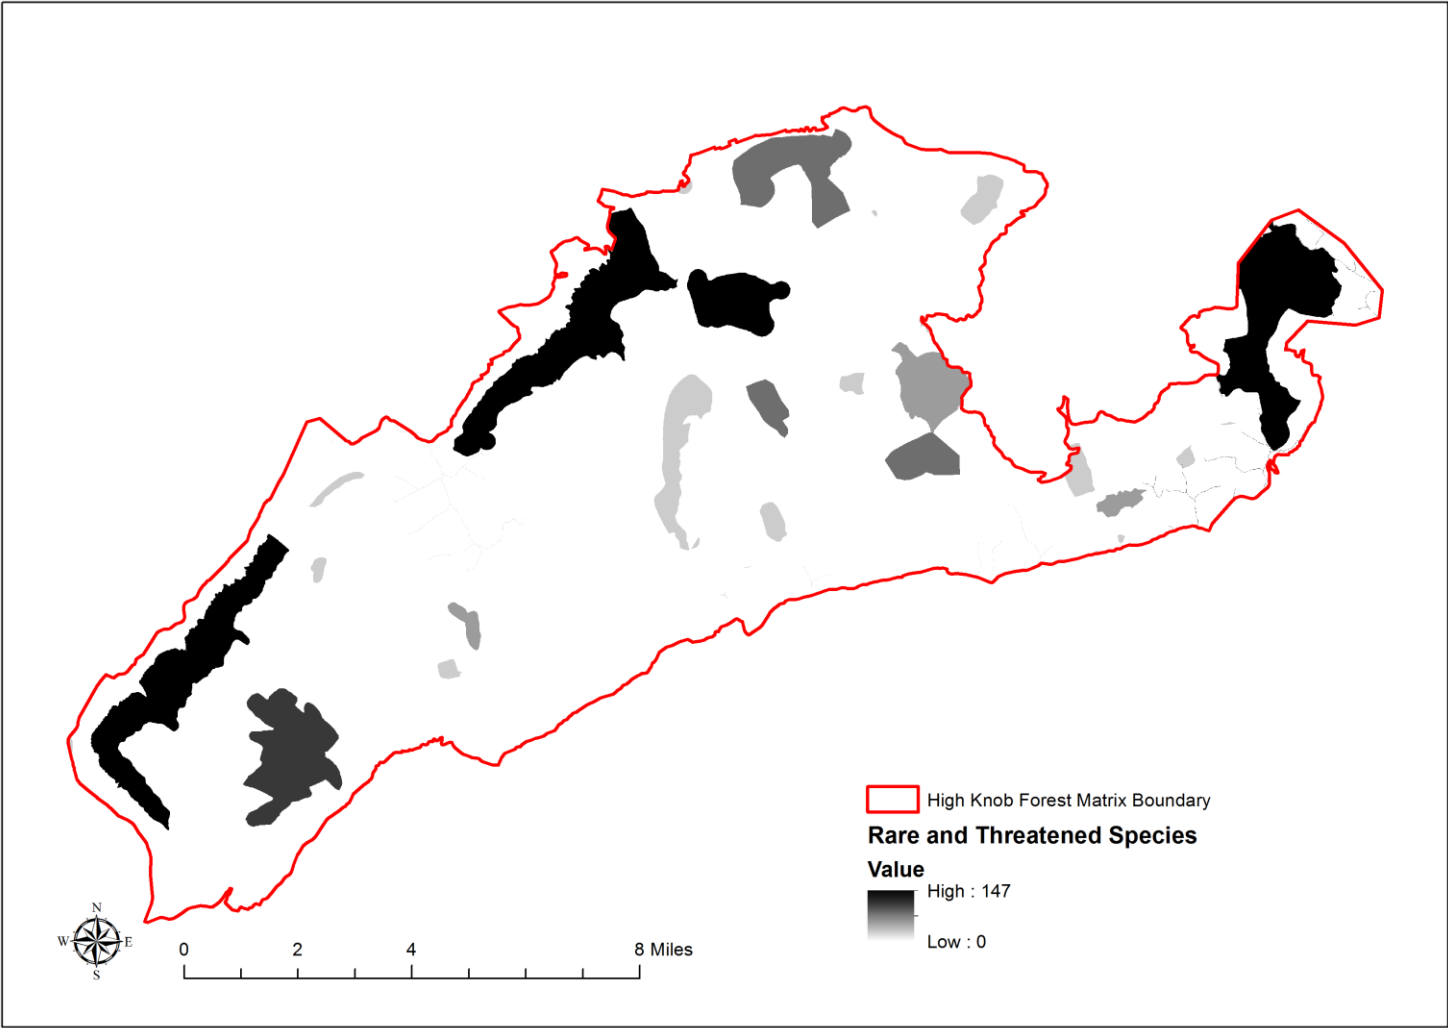 High Knob Forest Matrix Boundary
Rare and Threatened Species
Value
High : 147
Low : 0
N
W E
S
0 2 4 8 Miles